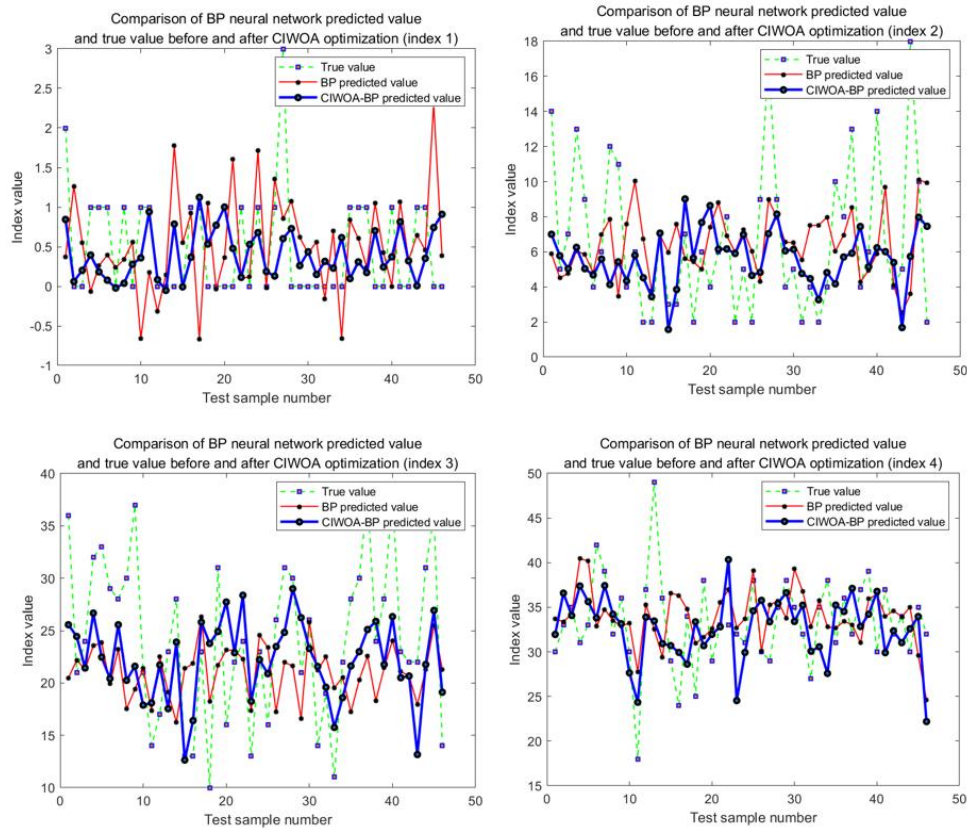 Comparison of BP neural network predicted value
and true value before and after CIWOA optimization (index 1)
3
2.5
2
1.5
1
0.5
0
-0.5
-1
Index value
True value
BP predicted value
CIWOA-BP predicted value
0 10 20 30 40 50
Test sample number
Comparison of BP neural network predicted value
and true value before and after CIWOA optimization (index 2)
18
16
14
12
10
8
6
4
2
0
Index value
True value
BP predicted value
CIWOA-BP predicted value
0 10 20 30 40 50
Test sample number
Comparison of BP neural network predicted value
and true value before and after CIWOA optimization (index 3)
40
35
30
25
20
15
10
Index value
True value
BP predicted value
CIWOA-BP predicted value
0 10 20 30 40 50
Test sample number
Comparison of BP neural network predicted value
and true value before and after CIWOA optimization (index 4)
50
45
40
35
30
25
20
15
Index value
True value
BP predicted value
CIWOA-BP predicted value
0 10 20 30 40 50
Test sample number